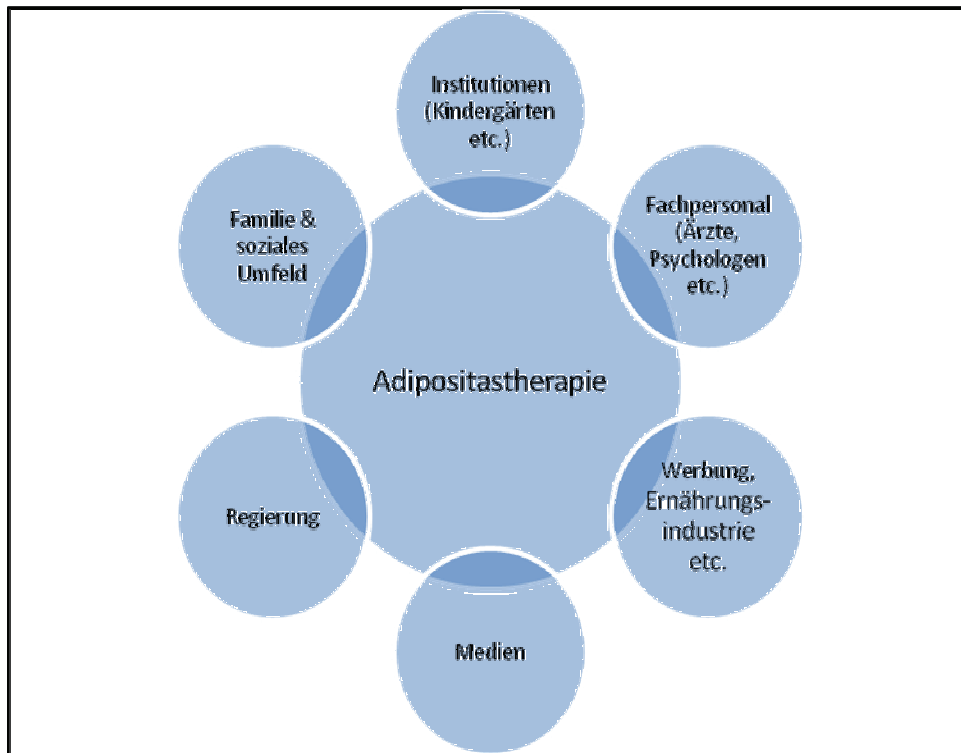 Institutionen
(Kindergärten
etc.)
Fachpersonal
(Ärzte,
Psychologen
etc.)
Werbung,
Ernährungs-
industrie
etc.
Medien
Regierung
Familie &
soziales
Umfeld
Adipositastherapie